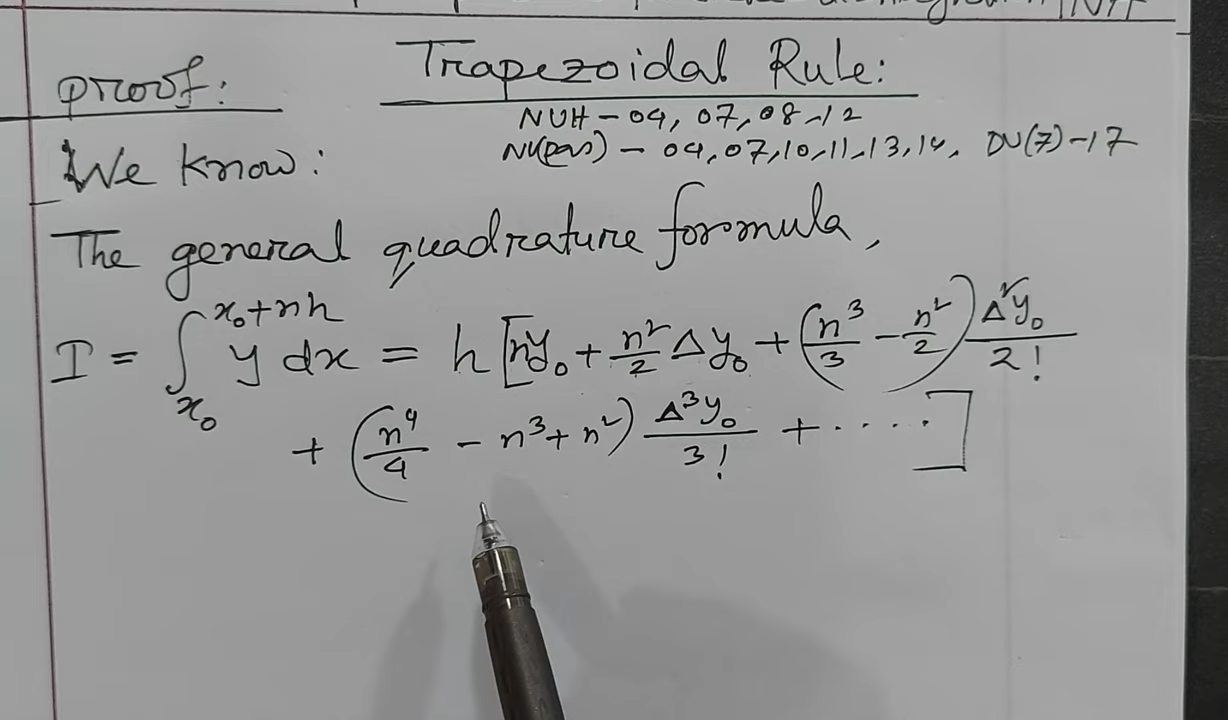 Proof:
Trapezoidal Rule:
NUH - 04, 07, 08, 12
NU(pas) - 04, 07, 10, 11, 13, 14, DU(7) - 17
We know:
The general quadrature formula,
I = ∫_{x₀}^{x₀+nh} y dx = h [ny₀ + n²/2 Δy₀ + (n³/3 - n²/2) Δ²y₀/2!
+ (n⁴/4 - n³ + n²) Δ³y₀/3! + ·····]